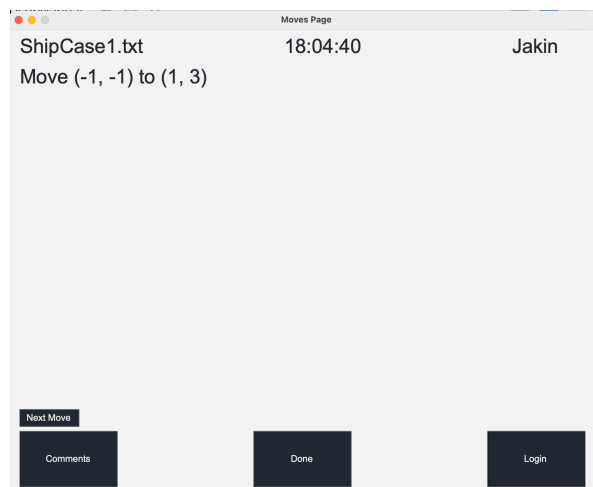 Moves Page
ShipCase1.txt 18:04:40 Jakin
Move (-1, -1) to (1, 3)
Next Move
Comments Done Login